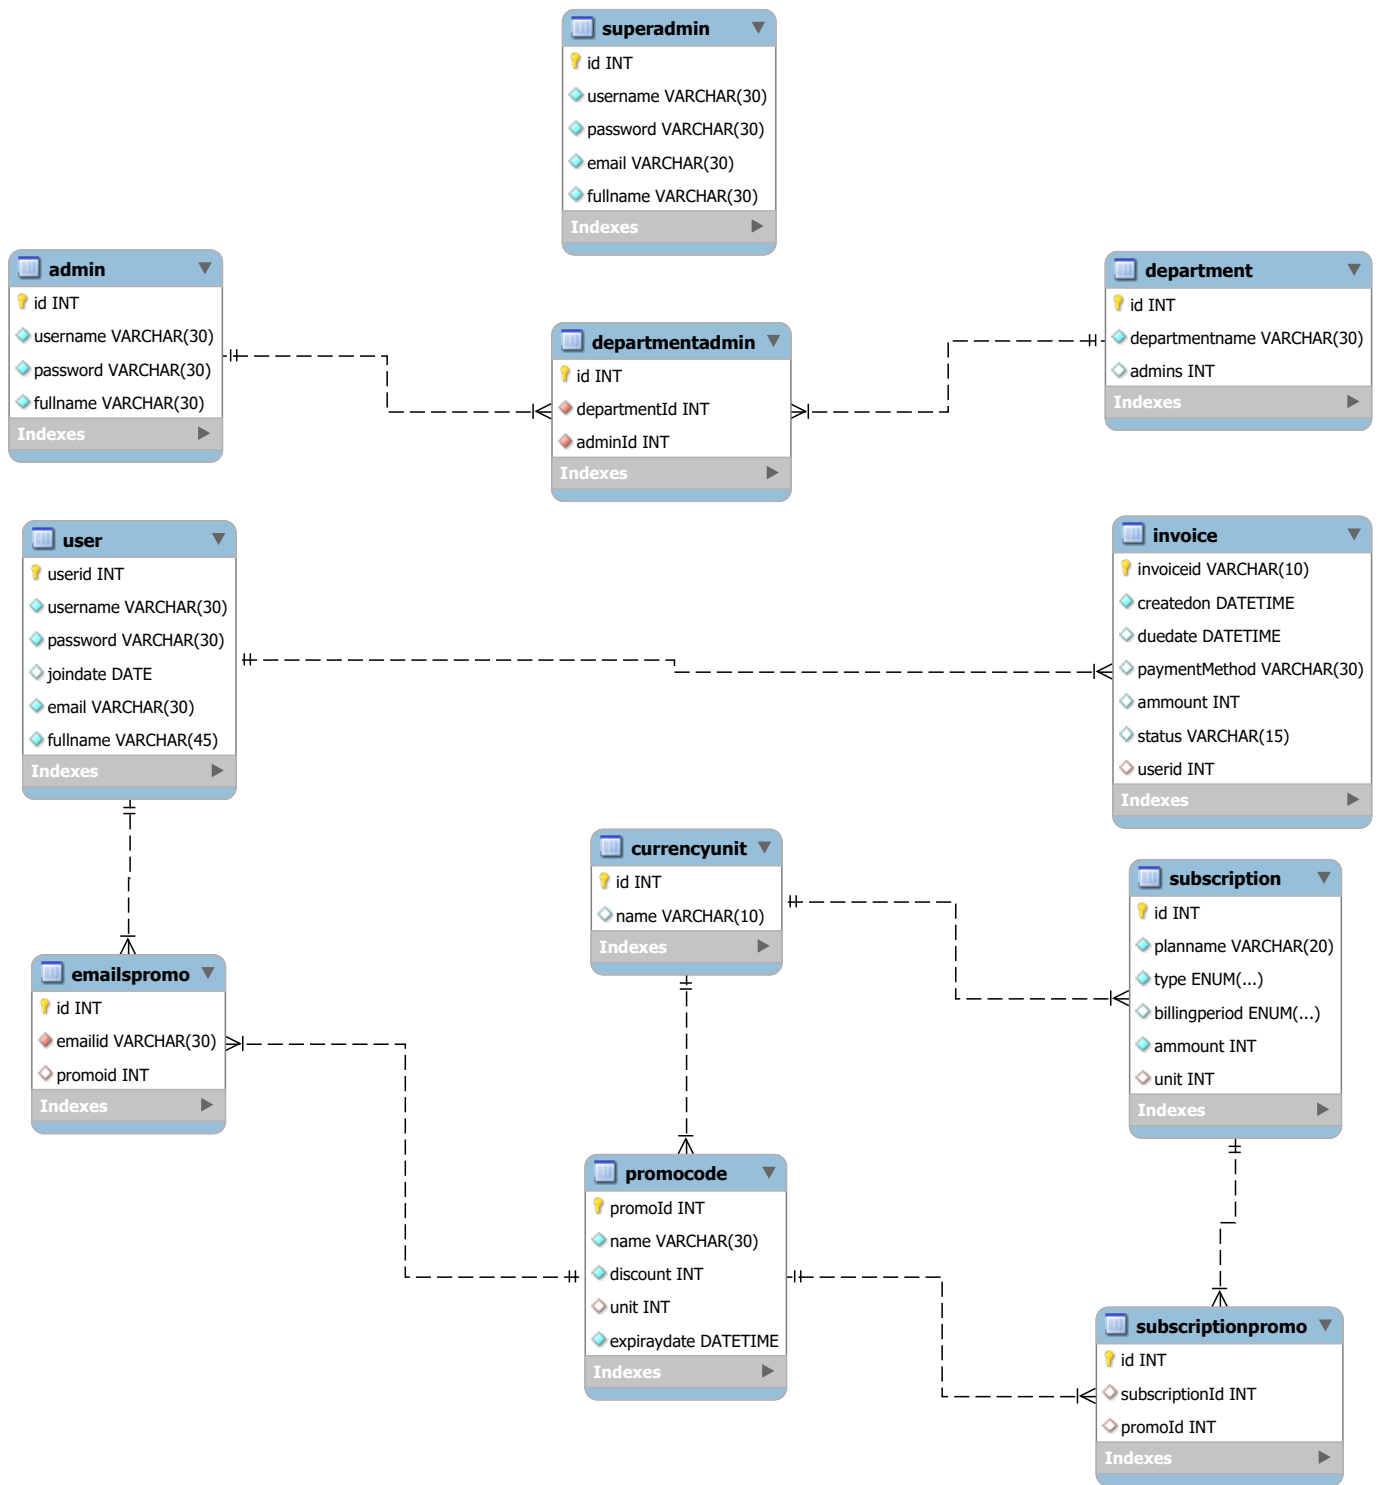 superadmin
id INT
username VARCHAR(30)
password VARCHAR(30)
email VARCHAR(30)
fullname VARCHAR(30)
Indexes
admin
id INT
username VARCHAR(30)
password VARCHAR(30)
fullname VARCHAR(30)
Indexes
departmentadmin
id INT
departmentId INT
adminId INT
Indexes
department
id INT
departmentname VARCHAR(30)
admins INT
Indexes
user
userid INT
username VARCHAR(30)
password VARCHAR(30)
joindate DATE
email VARCHAR(30)
fullname VARCHAR(45)
Indexes
invoice
invoiceid VARCHAR(10)
createdon DATETIME
duedate DATETIME
paymentMethod VARCHAR(30)
ammount INT
status VARCHAR(15)
userid INT
Indexes
currencyunit
id INT
name VARCHAR(10)
Indexes
subscription
id INT
planname VARCHAR(20)
type ENUM(...)
billingperiod ENUM(...)
ammount INT
unit INT
Indexes
emailspromo
id INT
emailid VARCHAR(30)
promoid INT
Indexes
promocode
promoId INT
name VARCHAR(30)
discount INT
unit INT
expiraydate DATETIME
Indexes
subscriptionpromo
id INT
subscriptionId INT
promoId INT
Indexes